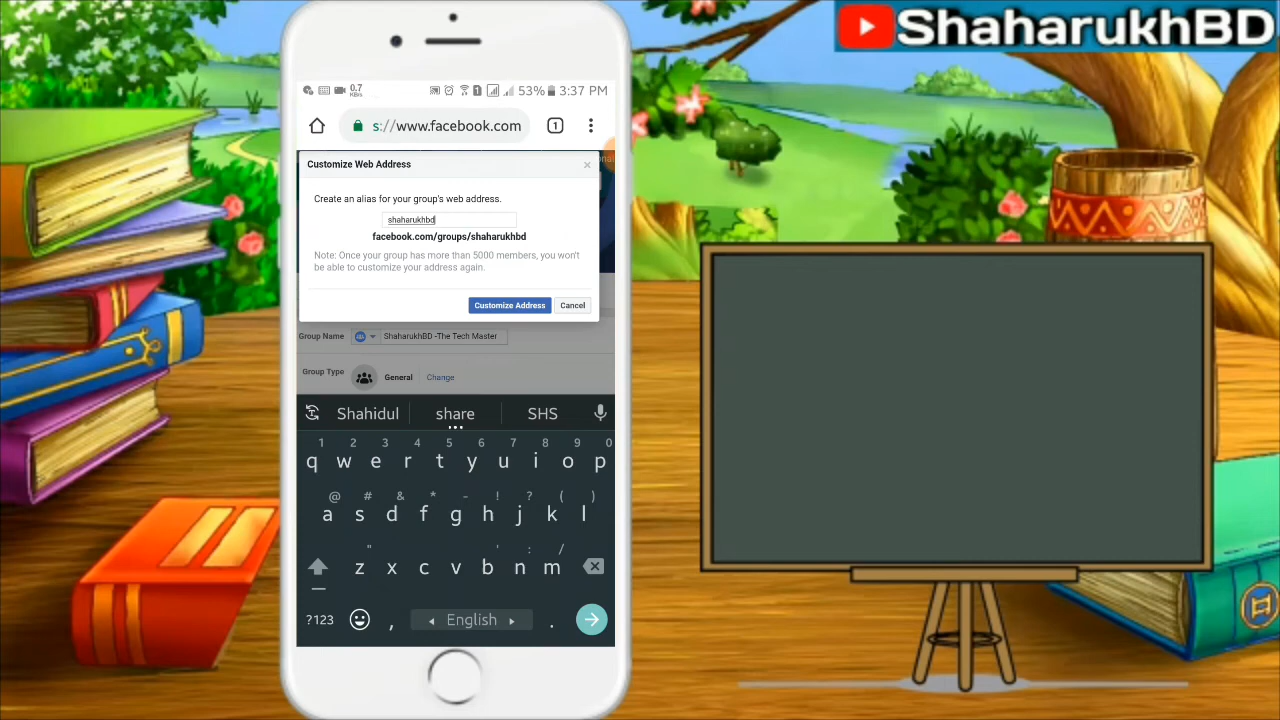 ShaharukhBD
0.7
KB/s
53% 3:37 PM
s://www.facebook.com 1
Customize Web Address ×
Create an alias for your group's web address.
shaharukhbd
facebook.com/groups/shaharukhbd
Note: Once your group has more than 5000 members, you won't
be able to customize your address again.
Customize Address Cancel
Group Name ShaharukhBD -The Tech Master
Group Type General Change
Shahidul share SHS
1 2 3 4 5 6 7 8 9 0
q w e r t y u i o p
@ # & * - ! ? ( )
a s d f g h j k l
" ' : /
z x c v b n m
?123 , English .